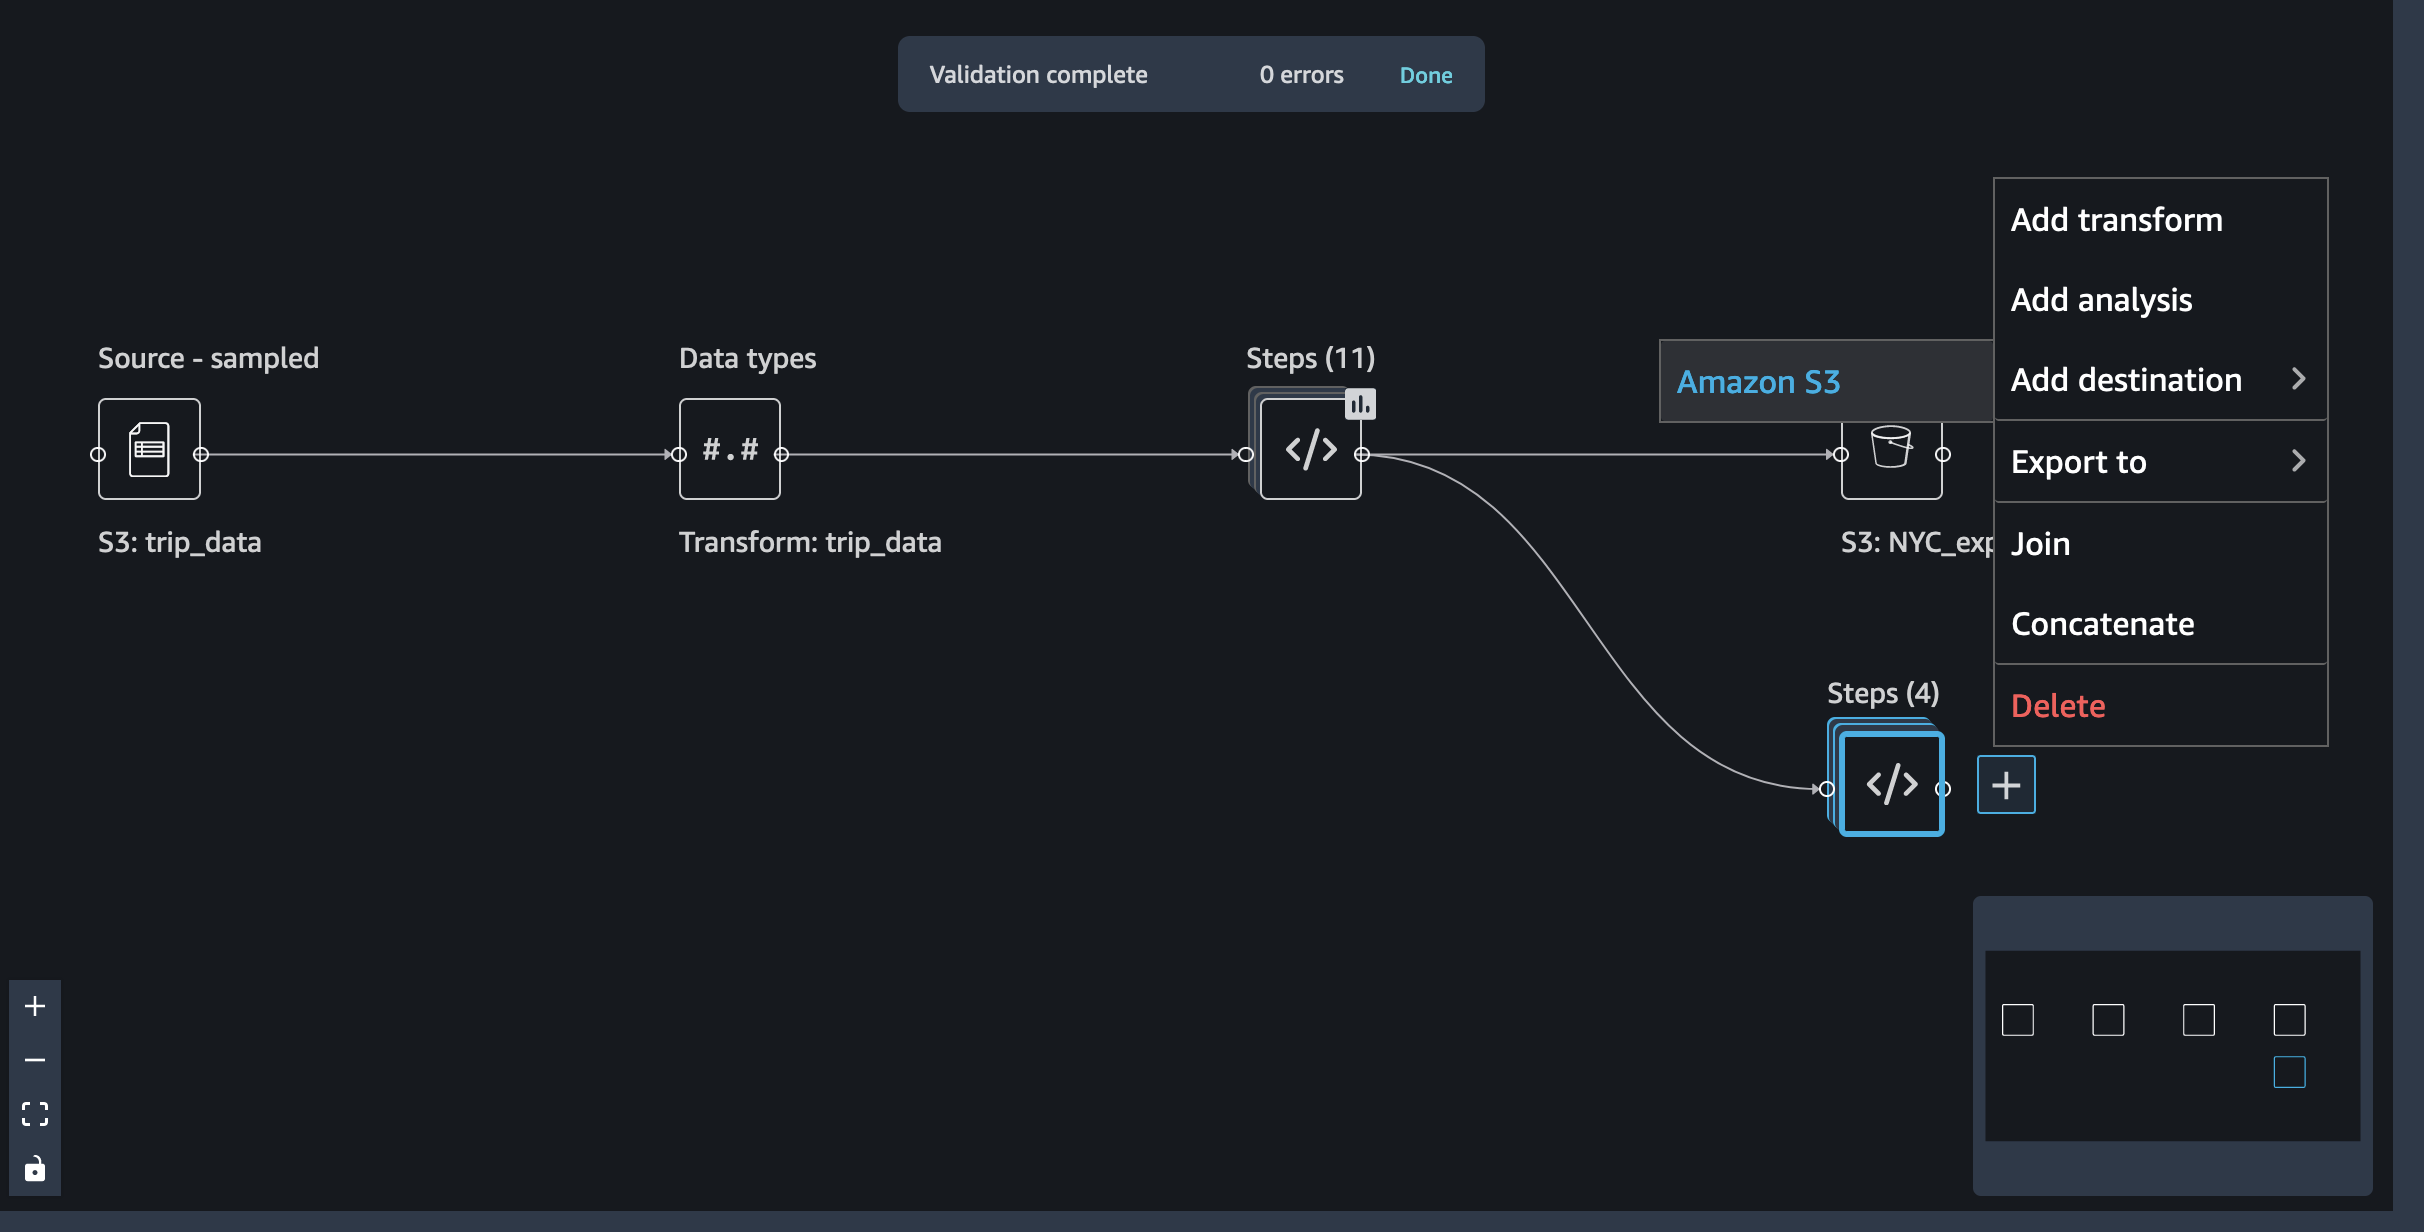 Validation complete 0 errors Done
Add transform
Add analysis
Add destination
Amazon S3
Export to
Join
Concatenate
Delete
Source - sampled
S3: trip_data
Data types
#.#
Transform: trip_data
Steps (11)
</>
S3: NYC_exp
Steps (4)
</>